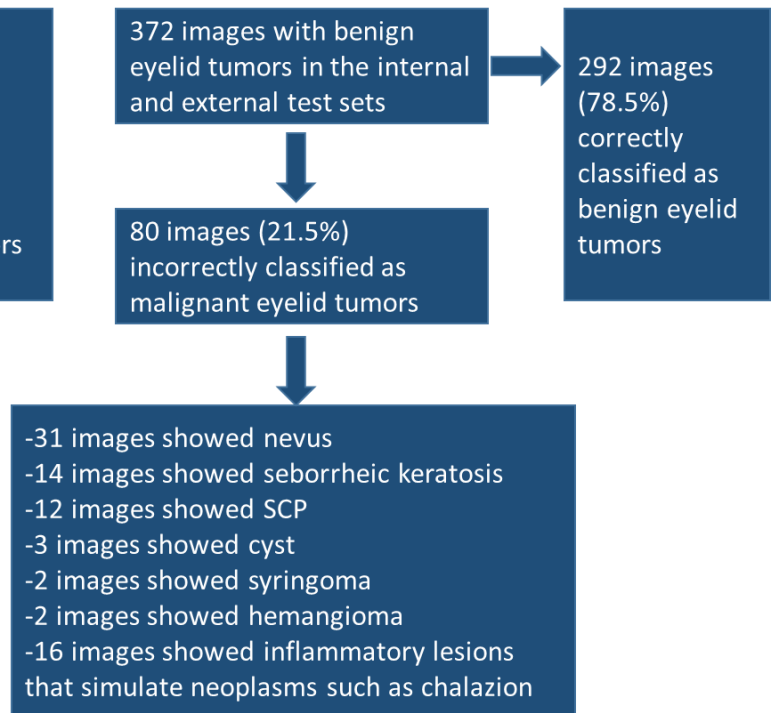 rs
372 images with benign
eyelid tumors in the internal
and external test sets
292 images
(78.5%)
correctly
classified as
benign eyelid
tumors
80 images (21.5%)
incorrectly classified as
malignant eyelid tumors
-31 images showed nevus
-14 images showed seborrheic keratosis
-12 images showed SCP
-3 images showed cyst
-2 images showed syringoma
-2 images showed hemangioma
-16 images showed inflammatory lesions
that simulate neoplasms such as chalazion